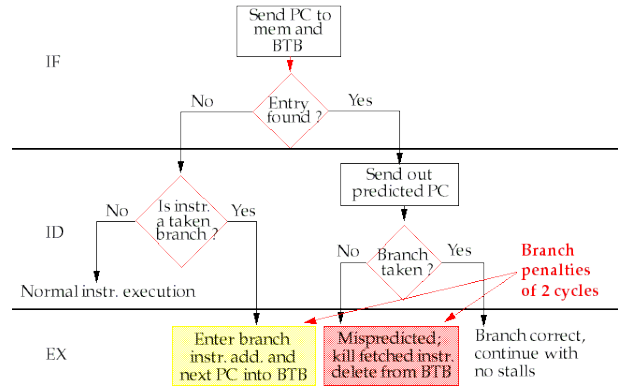 Send PC to
mem and
BTB
IF
No
Entry
found ?
Yes
Send out
predicted PC
ID
No
Is instr.
a taken
branch ?
Yes
No
Branch
taken ?
Yes
Branch
penalties
of 2 cycles
Normal instr. execution
EX
Enter branch
instr. add. and
next PC into BTB
Mispredicted;
kill fetched instr.
delete from BTB
Branch correct,
continue with
no stalls